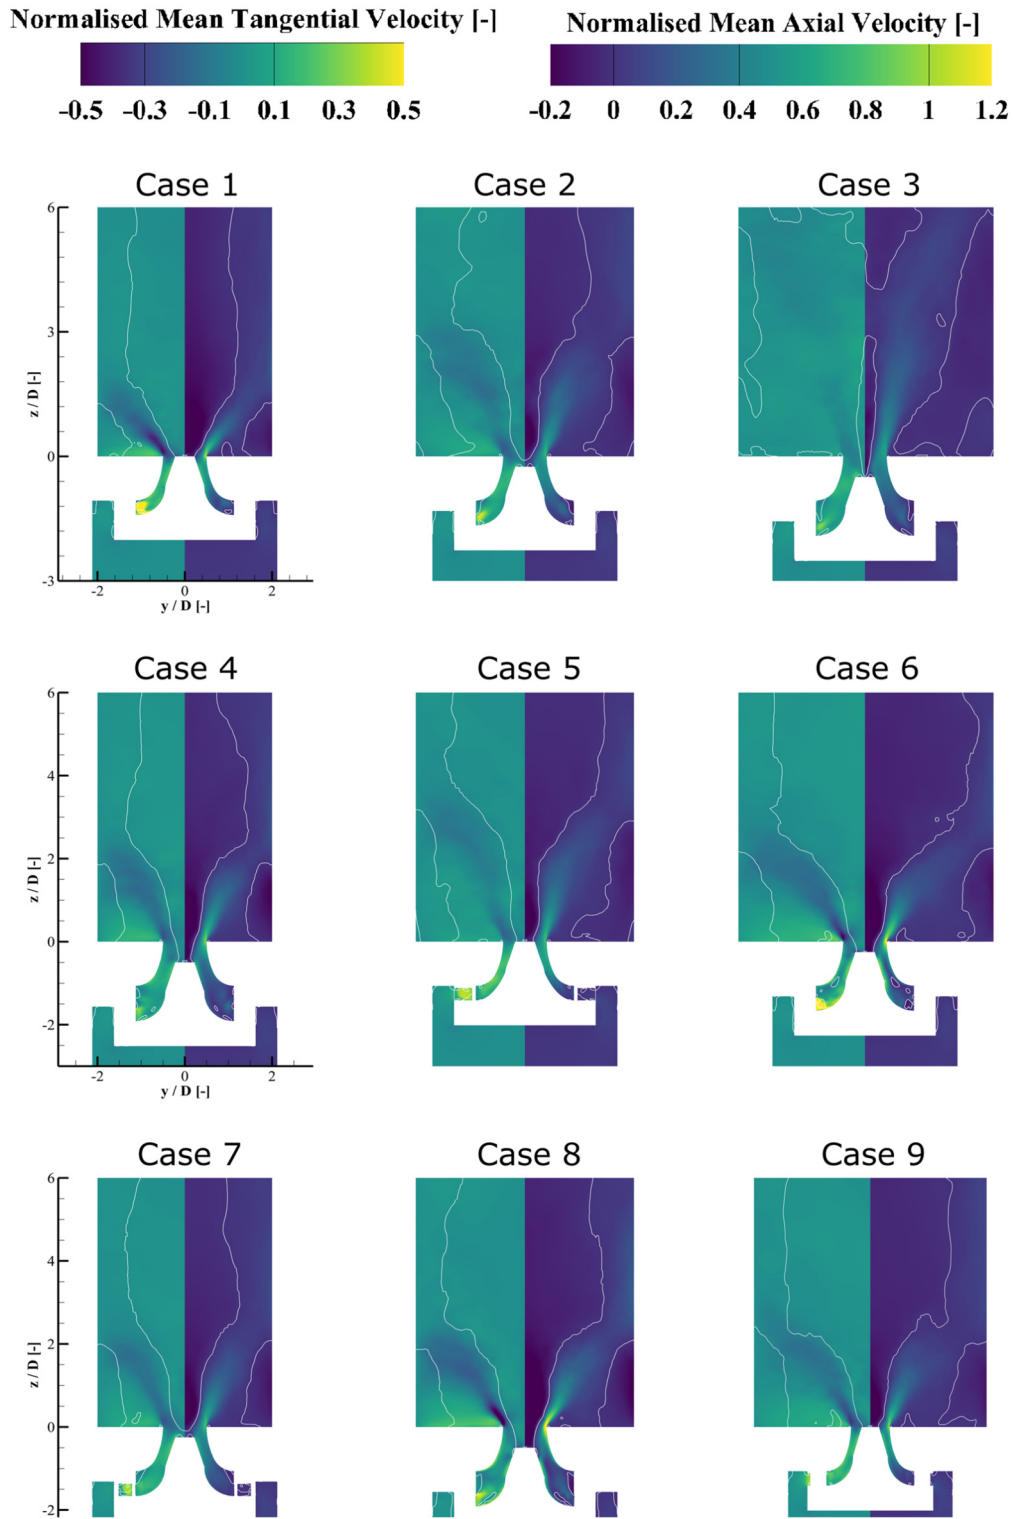 Normalised Mean Tangential Velocity [-]
Normalised Mean Axial Velocity [-]
-0.5 -0.3 -0.1 0.1 0.3 0.5
-0.2 0 0.2 0.4 0.6 0.8 1 1.2
Case 1
Case 2
Case 3
6
3
0
-3
z / D [-]
-2 0 2
y / D [-]
Case 4
Case 5
Case 6
6
4
2
0
-2
z / D [-]
-2 0 2
y / D [-]
Case 7
Case 8
Case 9
6
4
2
0
-2
z / D [-]